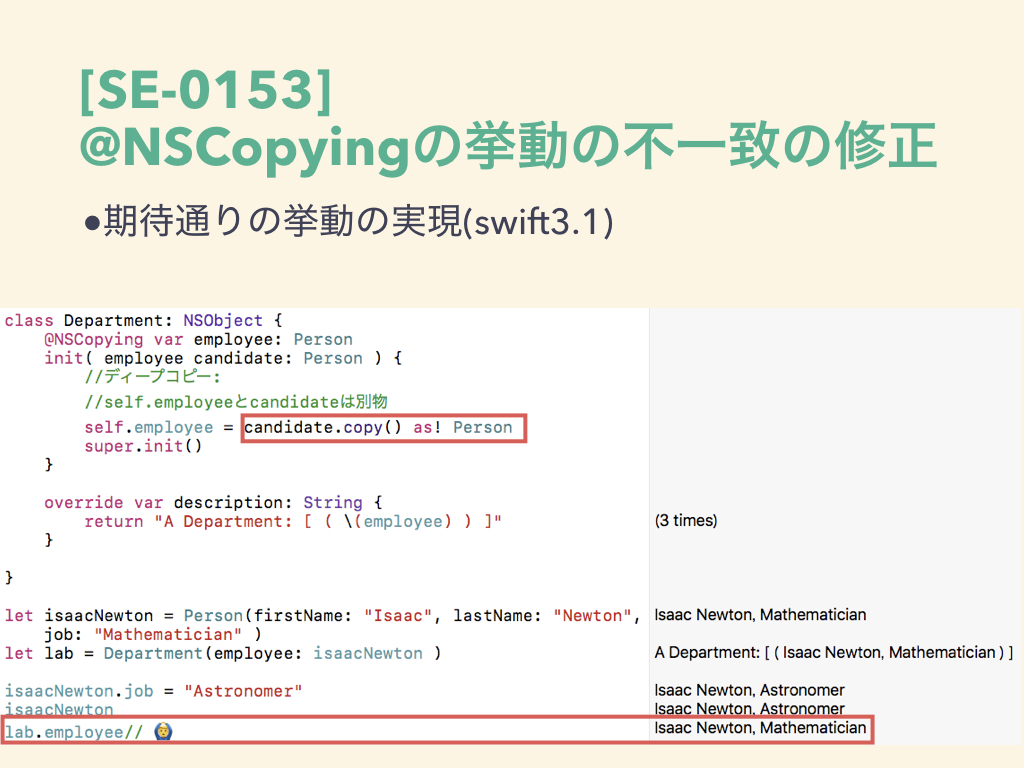 [SE-0153]
@NSCopyingの挙動の不一致の修正
●期待通りの挙動の実現(swift3.1)
class Department: NSObject {
@NSCopying var employee: Person
init( employee candidate: Person ) {
//ディープコピー:
//self.employeeとcandidateは別物
self.employee = candidate.copy() as! Person
super.init()
}
override var description: String {
return "A Department: [ ( \(employee) ) ]"
(3 times)
}
}
let isaacNewton = Person(firstName: "Isaac", lastName: "Newton",
Isaac Newton, Mathematician
job: "Mathematician" )
let lab = Department(employee: isaacNewton )
A Department: [ ( Isaac Newton, Mathematician ) ]
isaacNewton.job = "Astronomer"
Isaac Newton, Astronomer
isaacNewton
Isaac Newton, Astronomer
lab.employee// 🙆
Isaac Newton, Mathematician